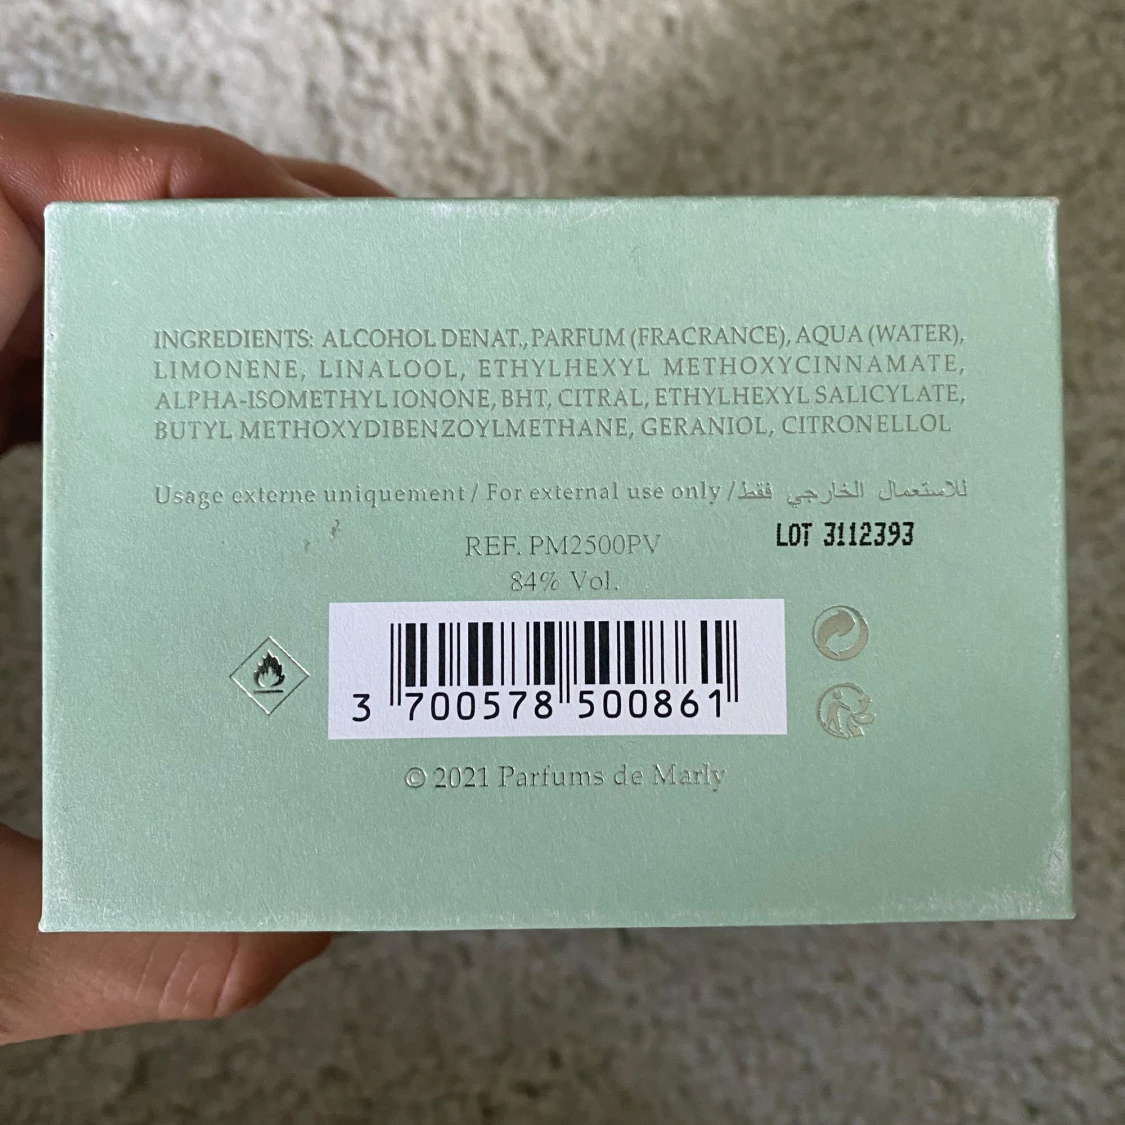 INGREDIENTS: ALCOHOL DENAT., PARFUM (FRACRANCE), AQUA (WATER),
LIMONENE, LINALOOL, ETHYLHEXYL METHOXYCINNAMATE,
ALPHA-ISOMETHYL IONONE, BHT, CITRAL, ETHYLHEXYL SALICYLATE,
BUTYL METHOXYDIBENZOYLMETHANE, GERANIOL, CITRONELLOL
Usage externe uniquement / For external use only / للاستعمال الخارجي فقط
REF. PM2500PV
LOT 3112393
84% Vol.
3 700578 500861
© 2021 Parfums de Marly